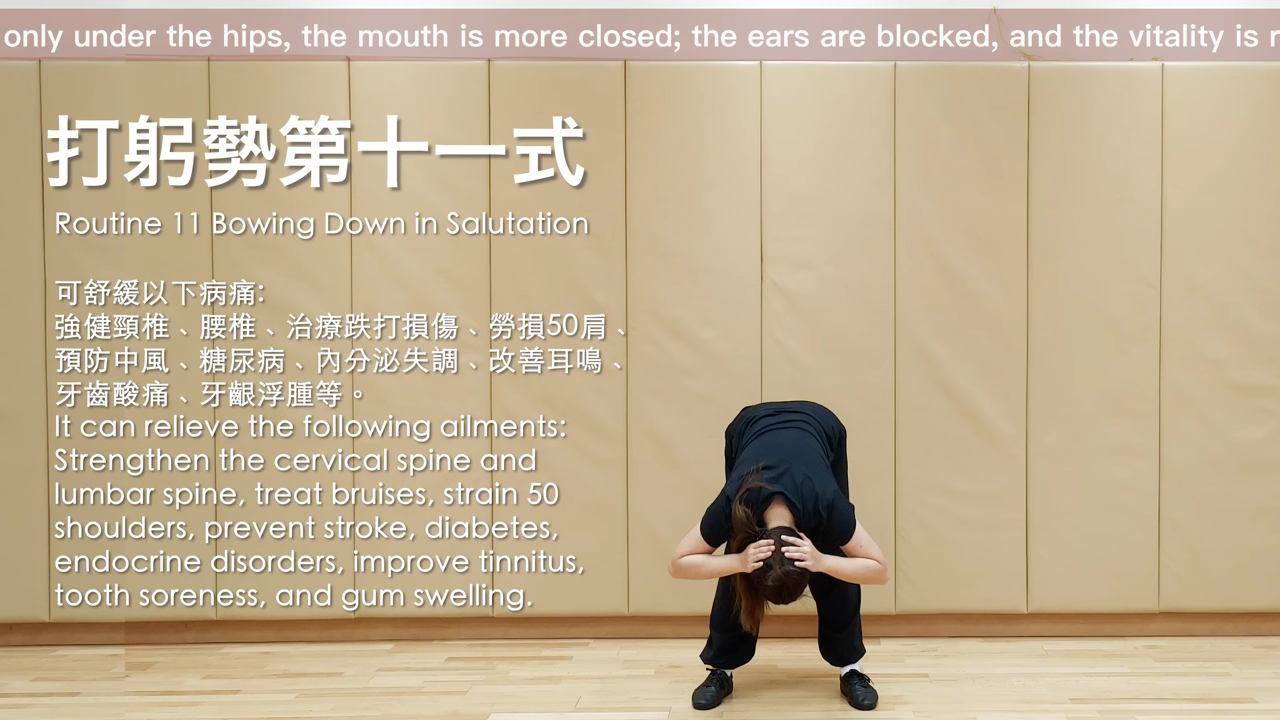 only under the hips, the mouth is more closed; the ears are blocked, and the vitality is r
打躬勢第十一式
Routine 11 Bowing Down in Salutation
可舒緩以下病痛:
強健頸椎、腰椎、治療跌打損傷、勞損50肩、
預防中風、糖尿病、內分泌失調、改善耳鳴、
牙齒酸痛、牙齦浮腫等。
It can relieve the following ailments:
Strengthen the cervical spine and
lumbar spine, treat bruises, strain 50
shoulders, prevent stroke, diabetes,
endocrine disorders, improve tinnitus,
tooth soreness, and gum swelling.